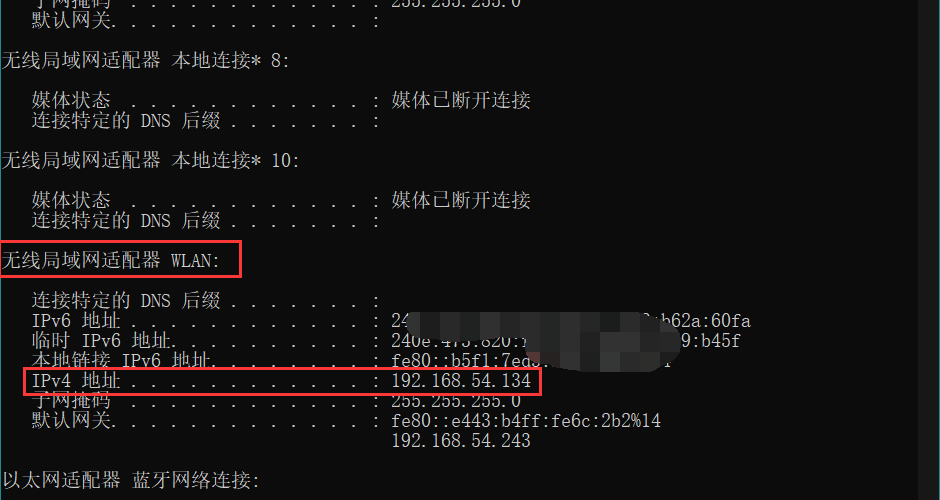 子网掩码 . . . . . . . . . . . . : 255.255.255.0
默认网关. . . . . . . . . . . . . :
无线局域网适配器 本地连接* 8:
媒体状态 . . . . . . . . . . . . : 媒体已断开连接
连接特定的 DNS 后缀 . . . . . . . :
无线局域网适配器 本地连接* 10:
媒体状态 . . . . . . . . . . . . : 媒体已断开连接
连接特定的 DNS 后缀 . . . . . . . :
无线局域网适配器 WLAN:
连接特定的 DNS 后缀 . . . . . . . :
IPv6 地址 . . . . . . . . . . . . : 24 b62a:60fa
临时 IPv6 地址. . . . . . . . . . : 240e:473:820: 9:b45f
本地链接 IPv6 地址. . . . . . . . : fe80::b5f1:7ed
IPv4 地址 . . . . . . . . . . . . : 192.168.54.134
子网掩码 . . . . . . . . . . . . : 255.255.255.0
默认网关. . . . . . . . . . . . . : fe80::e443:b4ff:fe6c:2b2%14
192.168.54.243
以太网适配器 蓝牙网络连接: